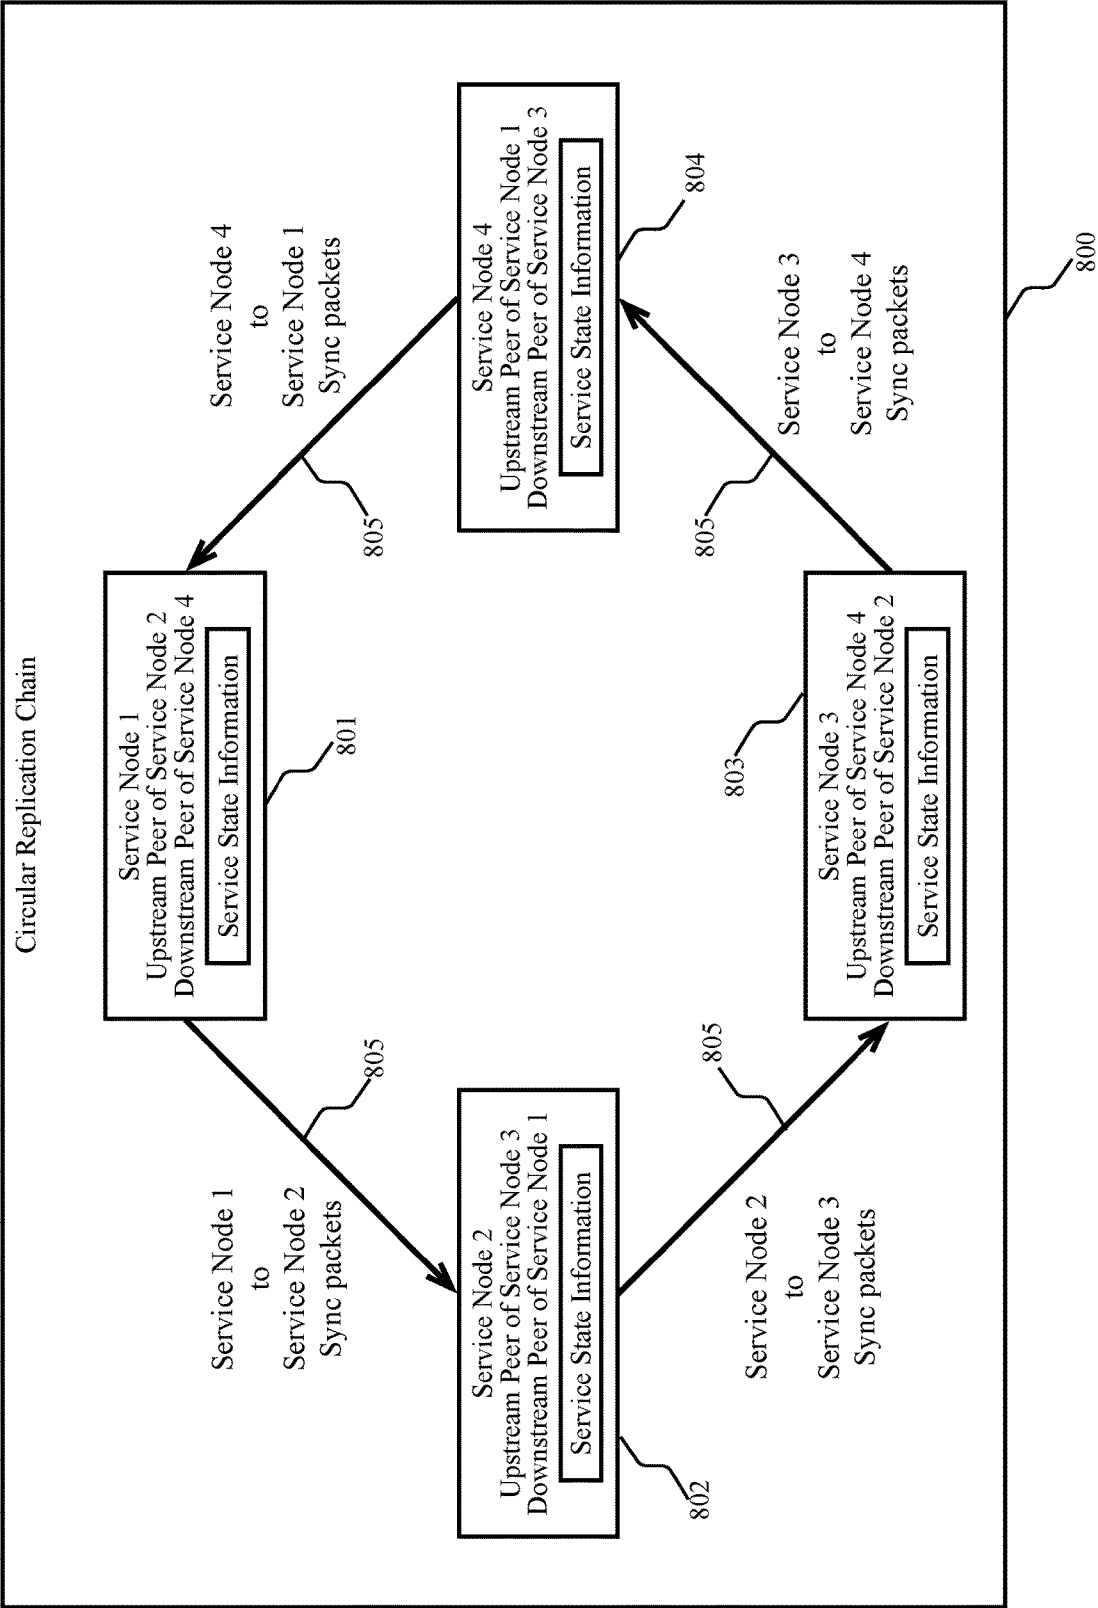 Circular Replication Chain
Service Node 1
Upstream Peer of Service Node 2
Downstream Peer of Service Node 4
Service State Information
801
Service Node 1
to
Service Node 2
Sync packets
805
Service Node 4
to
Service Node 1
Sync packets
805
Service Node 2
Upstream Peer of Service Node 3
Downstream Peer of Service Node 1
Service State Information
802
Service Node 4
Upstream Peer of Service Node 1
Downstream Peer of Service Node 3
Service State Information
804
Service Node 2
to
Service Node 3
Sync packets
805
Service Node 3
to
Service Node 4
Sync packets
805
803
Service Node 3
Upstream Peer of Service Node 4
Downstream Peer of Service Node 2
Service State Information
800